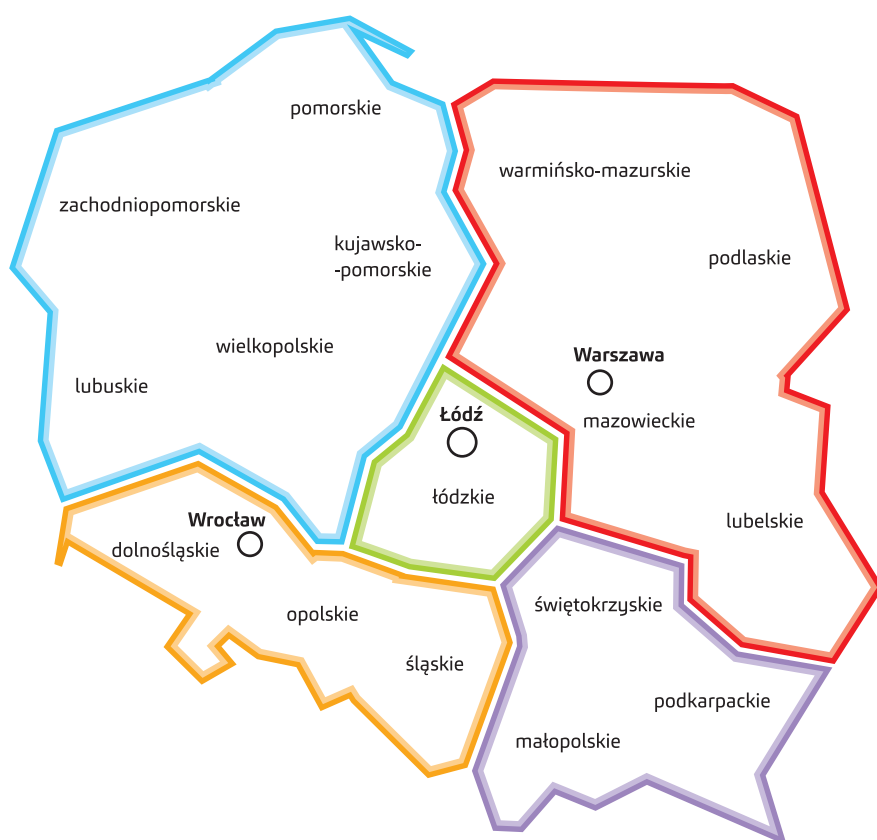 pomorskie
warmińsko-mazurskie
zachodniopomorskie
kujawsko-
-pomorskie
podlaskie
wielkopolskie
lubuskie
Warszawa
mazowieckie
Łódź
łódzkie
lubelskie
Wrocław
dolnośląskie
opolskie
śląskie
świętokrzyskie
podkarpackie
małopolskie